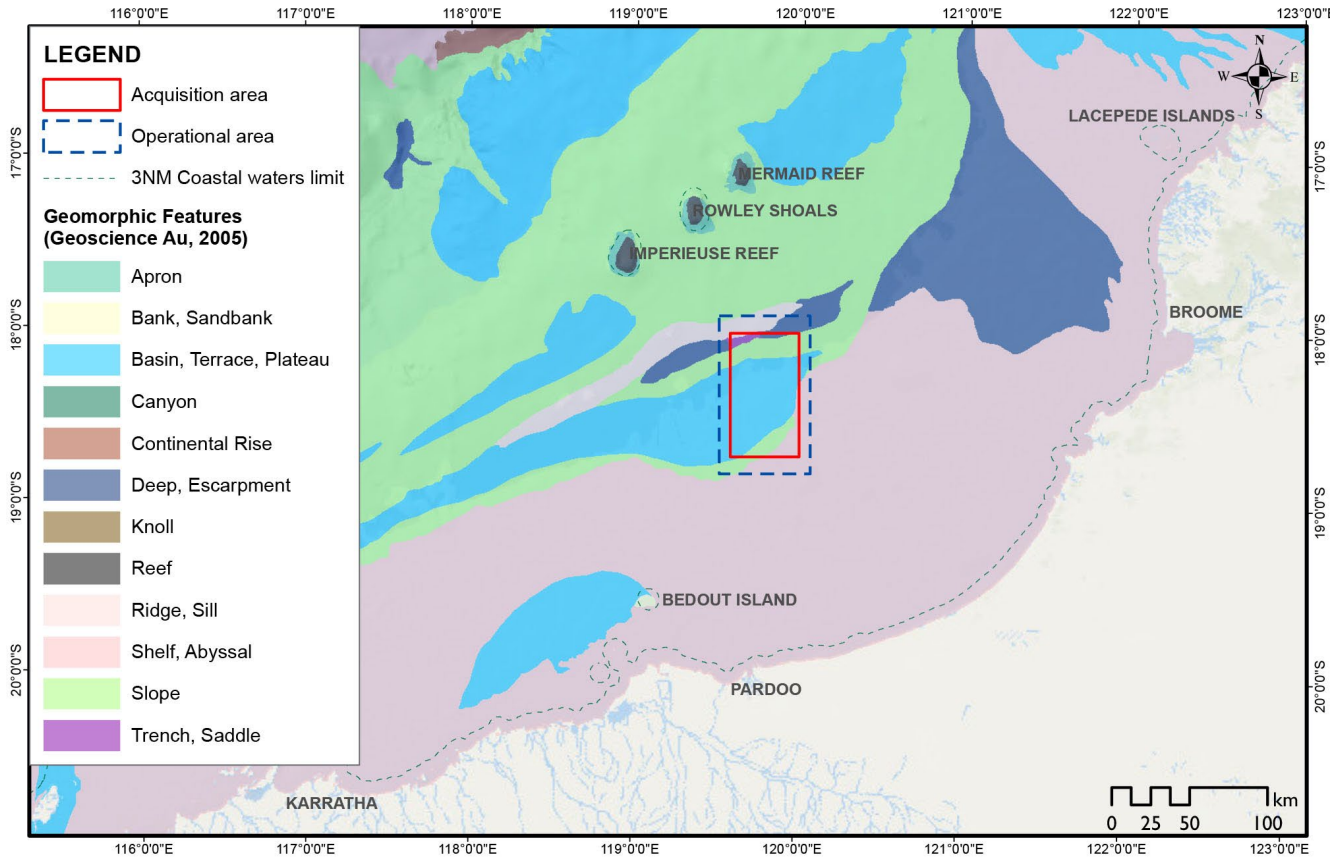 116°0'0"E 117°0'0"E 118°0'0"E 119°0'0"E 120°0'0"E 121°0'0"E 122°0'0"E 123°0'0"E
LEGEND
Acquisition area
Operational area
3NM Coastal waters limit
Geomorphic Features
(Geoscience Au, 2005)
Apron
Bank, Sandbank
Basin, Terrace, Plateau
Canyon
Continental Rise
Deep, Escarpment
Knoll
Reef
Ridge, Sill
Shelf, Abyssal
Slope
Trench, Saddle
N
W E
S
LACEPEDE ISLANDS
MERMAID REEF
ROWLEY SHOALS
IMPERIEUSE REEF
BROOME
BEDOUT ISLAND
PARDOO
KARRATHA
17°0'0"S
18°0'0"S
19°0'0"S
20°0'0"S
17°0'0"S
18°0'0"S
19°0'0"S
20°0'0"S
km
0 25 50 100
116°0'0"E 117°0'0"E 118°0'0"E 119°0'0"E 120°0'0"E 121°0'0"E 122°0'0"E 123°0'0"E